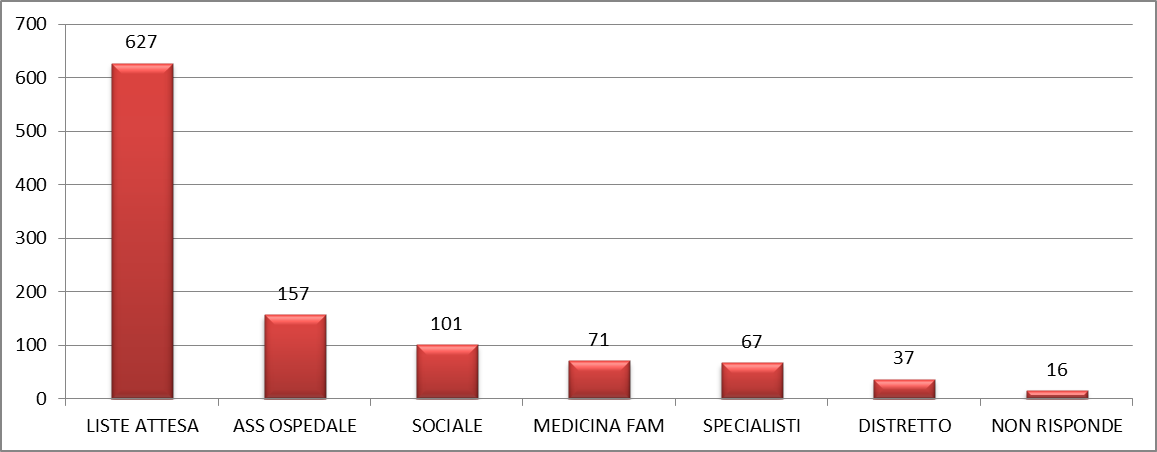 700
600
500
400
300
200
100
0
627
157
101
71
67
37
16
LISTE ATTESA
ASS OSPEDALE
SOCIALE
MEDICINA FAM
SPECIALISTI
DISTRETTO
NON RISPONDE